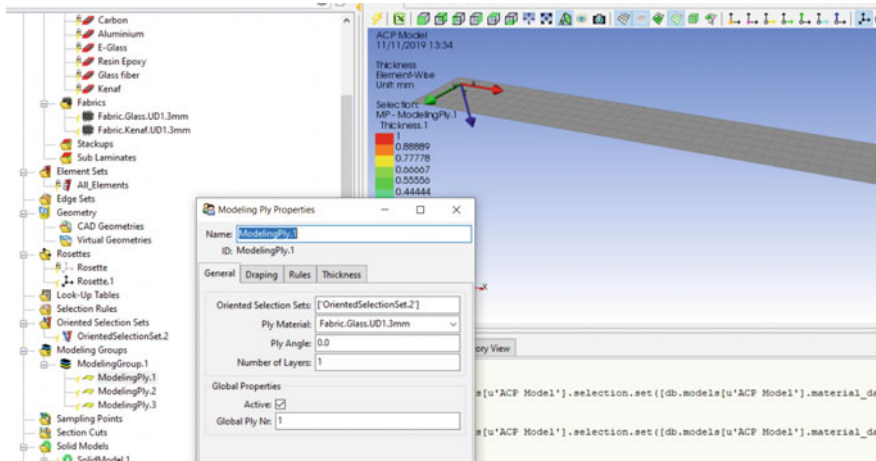 Carbon
Aluminium
E-Glass
Resin Epoxy
Glass fiber
Kenaf
Fabrics
Fabric.Glass.UD1.3mm
Fabric.Kenaf.UD1.3mm
Stackups
Sub Laminates
Element Sets
All_Elements
Edge Sets
Geometry
CAD Geometries
Virtual Geometries
Rosettes
Rosette
Rosette.1
Look-Up Tables
Selection Rules
Oriented Selection Sets
OrientedSelectionSet.2
Modeling Groups
ModelingGroup.1
ModelingPly.1
ModelingPly.2
ModelingPly.3
Sampling Points
Section Cuts
Solid Models
SolidModel.1
ACP Model
11/11/2019 13:34
Thickness
Element-Wise
Unit: mm
Selection:
MP - ModelingPly.1
Thickness.1
1
0.88889
0.77778
0.66667
0.55556
0.44444
x
Modeling Ply Properties
Name: ModelingPly.1
ID: ModelingPly.1
General Draping Rules Thickness
Oriented Selection Sets: ['OrientedSelectionSet.2']
Ply Material: Fabric.Glass.UD1.3mm
Ply Angle: 0.0
Number of Layers: 1
Global Properties
Active:
Global Ply Nr: 1
ory View
s[u'ACP Model'].selection.set([db.models[u'ACP Model'].material_da
s[u'ACP Model'].selection.set([db.models[u'ACP Model'].material_da